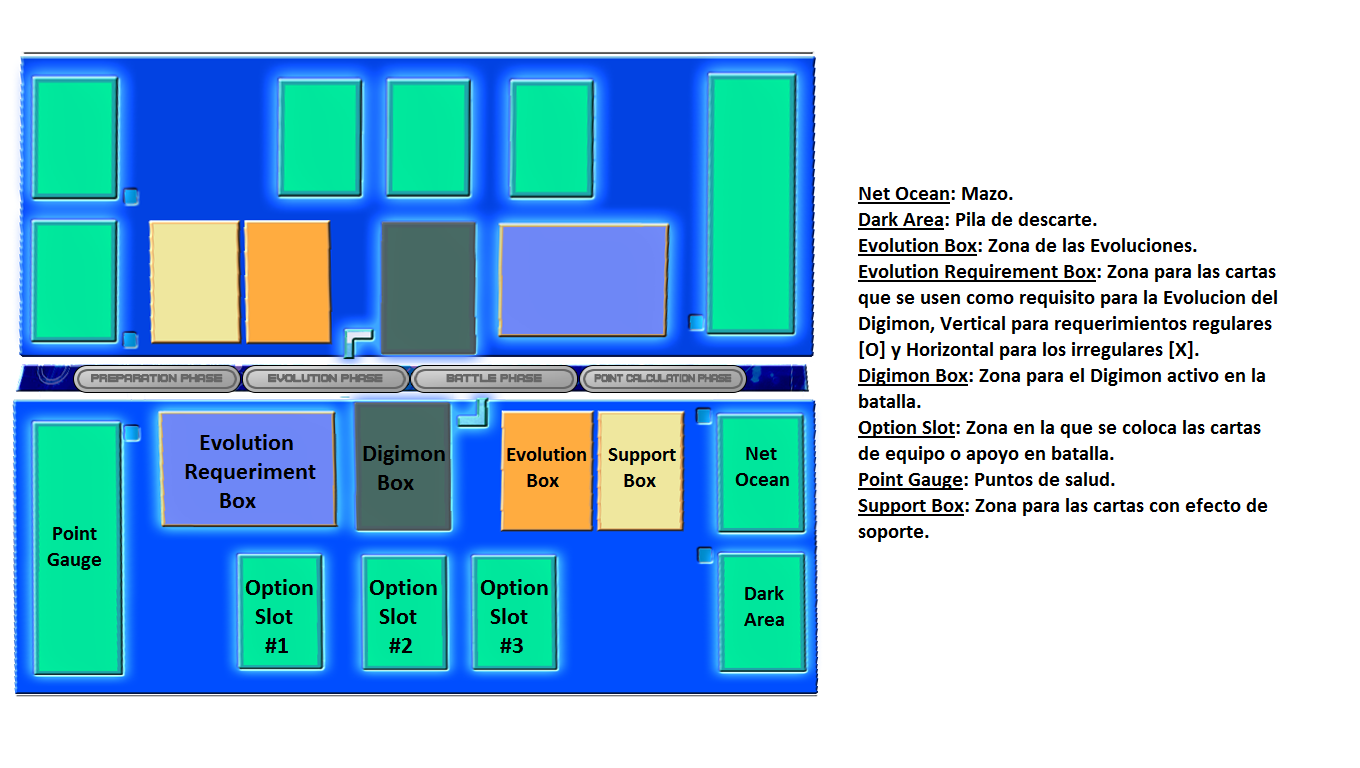 PREPARATION PHASE
EVOLUTION PHASE
BATTLE PHASE
POINT CALCULATION PHASE
Evolution
Requeriment
Box
Digimon
Box
Evolution
Box
Support
Box
Net
Ocean
Point
Gauge
Option
Slot
#1
Option
Slot
#2
Option
Slot
#3
Dark
Area
Net Ocean: Mazo.
Dark Area: Pila de descarte.
Evolution Box: Zona de las Evoluciones.
Evolution Requirement Box: Zona para las cartas
que se usen como requisito para la Evolucion del
Digimon, Vertical para requerimientos regulares
[O] y Horizontal para los irregulares [X].
Digimon Box: Zona para el Digimon activo en la
batalla.
Option Slot: Zona en la que se coloca las cartas
de equipo o apoyo en batalla.
Point Gauge: Puntos de salud.
Support Box: Zona para las cartas con efecto de
soporte.